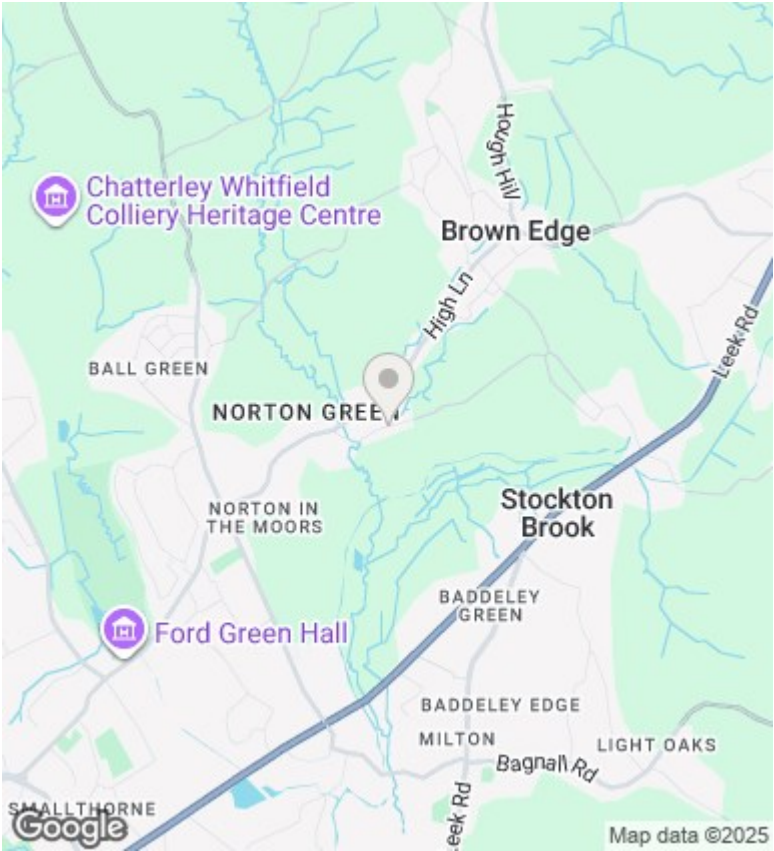 Hough Hill
Chatterley Whitfield
Colliery Heritage Centre
Brown Edge
High Ln
Leek Rd
BALL GREEN
NORTON GREEN
Stockton
Brook
NORTON IN
THE MOORS
BADDELEY
GREEN
Ford Green Hall
BADDELEY EDGE
MILTON
LIGHT OAKS
Bagnall Rd
Leek Rd
SMALLTHORNE
Google
Map data ©2025